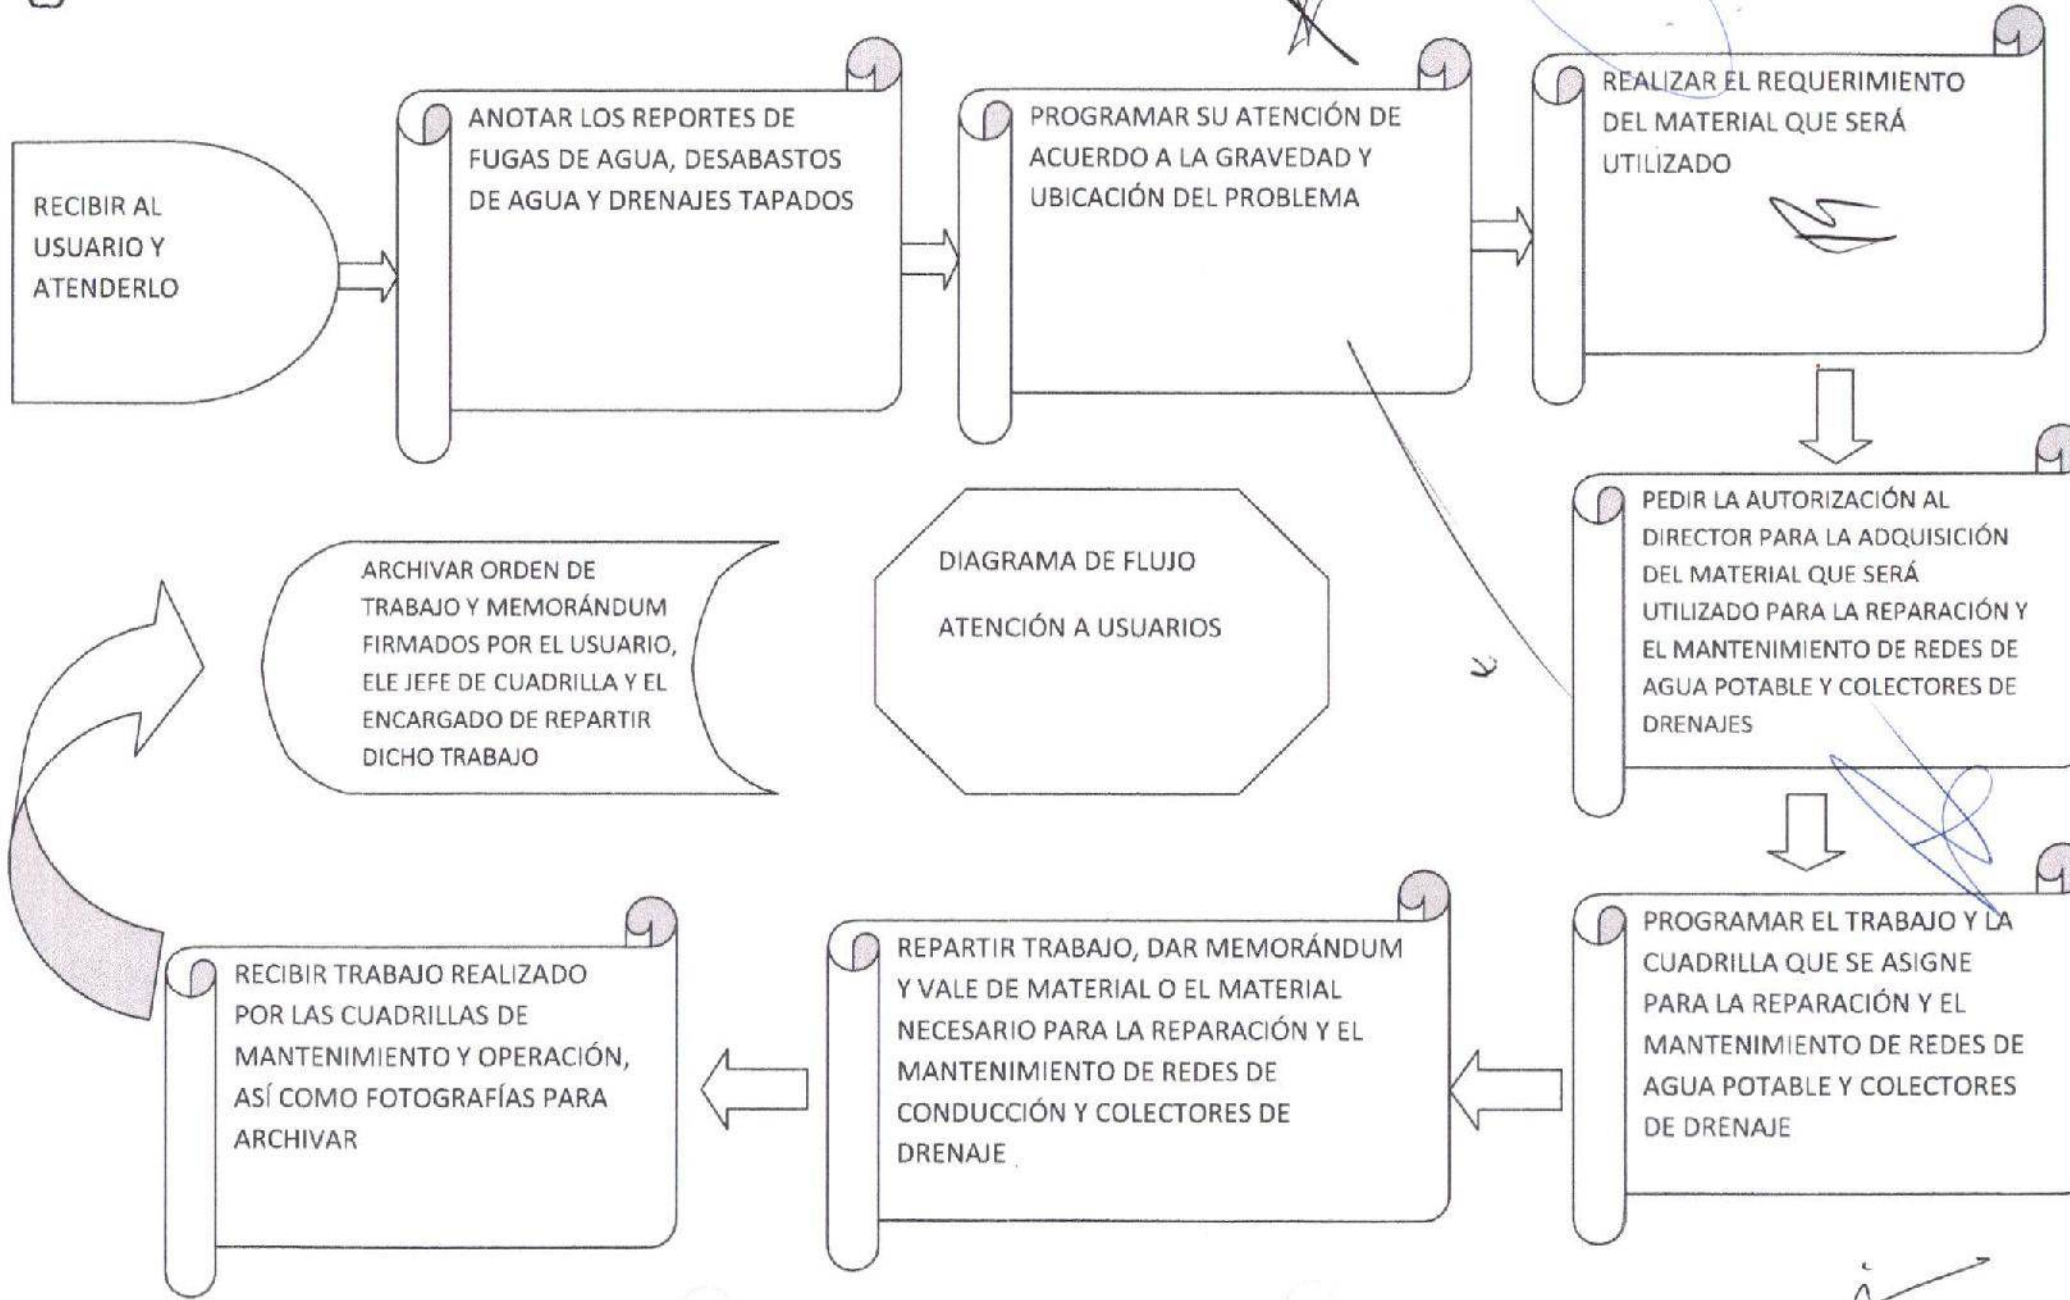 RECIBIR AL
USUARIO Y
ATENDERLO
ANOTAR LOS REPORTES DE
FUGAS DE AGUA, DESABASTOS
DE AGUA Y DRENAJES TAPADOS
PROGRAMAR SU ATENCIÓN DE
ACUERDO A LA GRAVEDAD Y
UBICACIÓN DEL PROBLEMA
REALIZAR EL REQUERIMIENTO
DEL MATERIAL QUE SERÁ
UTILIZADO
PEDIR LA AUTORIZACIÓN AL
DIRECTOR PARA LA ADQUISICIÓN
DEL MATERIAL QUE SERÁ
UTILIZADO PARA LA REPARACIÓN Y
EL MANTENIMIENTO DE REDES DE
AGUA POTABLE Y COLECTORES DE
DRENAJES
PROGRAMAR EL TRABAJO Y LA
CUADRILLA QUE SE ASIGNE
PARA LA REPARACIÓN Y EL
MANTENIMIENTO DE REDES DE
AGUA POTABLE Y COLECTORES
DE DRENAJE
REPARTIR TRABAJO, DAR MEMORÁNDUM
Y VALE DE MATERIAL O EL MATERIAL
NECESARIO PARA LA REPARACIÓN Y EL
MANTENIMIENTO DE REDES DE
CONDUCCIÓN Y COLECTORES DE
DRENAJE
RECIBIR TRABAJO REALIZADO
POR LAS CUADRILLAS DE
MANTENIMIENTO Y OPERACIÓN,
ASÍ COMO FOTOGRAFÍAS PARA
ARCHIVAR
ARCHIVAR ORDEN DE
TRABAJO Y MEMORÁNDUM
FIRMADOS POR EL USUARIO,
ELE JEFE DE CUADRILLA Y EL
ENCARGADO DE REPARTIR
DICHO TRABAJO
DIAGRAMA DE FLUJO
ATENCIÓN A USUARIOS